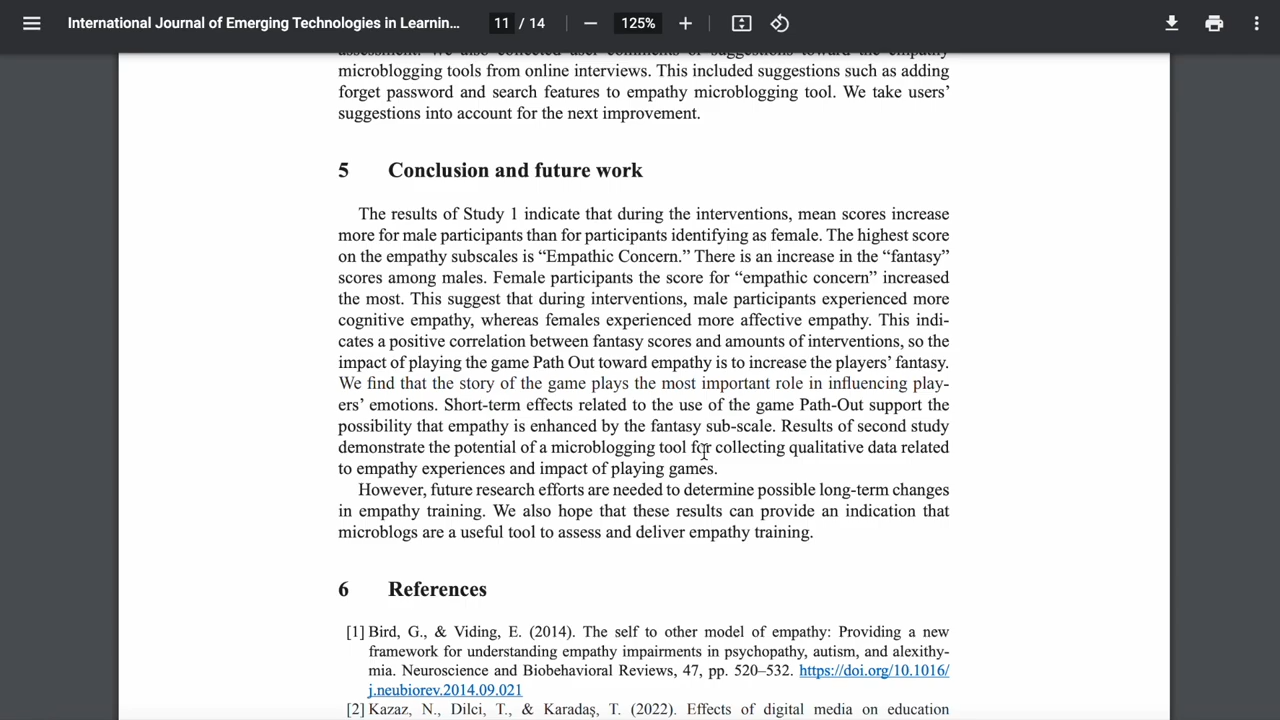 International Journal of Emerging Technologies in Learnin...
11 / 14
125%
assessment. We also collected user comments or suggestions toward the empathy
microblogging tools from online interviews. This included suggestions such as adding
forget password and search features to empathy microblogging tool. We take users’
suggestions into account for the next improvement.
5 Conclusion and future work
The results of Study 1 indicate that during the interventions, mean scores increase
more for male participants than for participants identifying as female. The highest score
on the empathy subscales is “Empathic Concern.” There is an increase in the “fantasy”
scores among males. Female participants the score for “empathic concern” increased
the most. This suggest that during interventions, male participants experienced more
cognitive empathy, whereas females experienced more affective empathy. This indi-
cates a positive correlation between fantasy scores and amounts of interventions, so the
impact of playing the game Path Out toward empathy is to increase the players’ fantasy.
We find that the story of the game plays the most important role in influencing play-
ers’ emotions. Short-term effects related to the use of the game Path-Out support the
possibility that empathy is enhanced by the fantasy sub-scale. Results of second study
demonstrate the potential of a microblogging tool for collecting qualitative data related
to empathy experiences and impact of playing games.
However, future research efforts are needed to determine possible long-term changes
in empathy training. We also hope that these results can provide an indication that
microblogs are a useful tool to assess and deliver empathy training.
6 References
[1] Bird, G., & Viding, E. (2014). The self to other model of empathy: Providing a new
framework for understanding empathy impairments in psychopathy, autism, and alexithy-
mia. Neuroscience and Biobehavioral Reviews, 47, pp. 520–532. https://doi.org/10.1016/
j.neubiorev.2014.09.021
[2] Kazaz, N., Dilci, T., & Karadaş, T. (2022). Effects of digital media on education